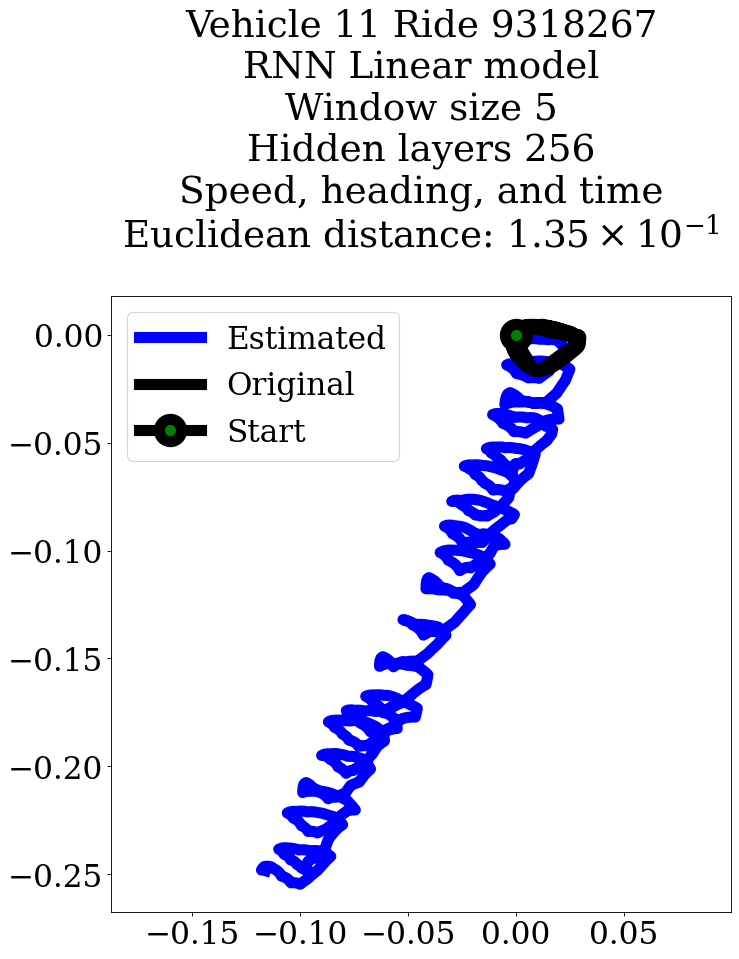 Vehicle 11 Ride 9318267
RNN Linear model
Window size 5
Hidden layers 256
Speed, heading, and time
Euclidean distance: 1.35 × 10⁻¹
Estimated
Original
Start
0.00
−0.05
−0.10
−0.15
−0.20
−0.25
−0.15 −0.10 −0.05 0.00 0.05